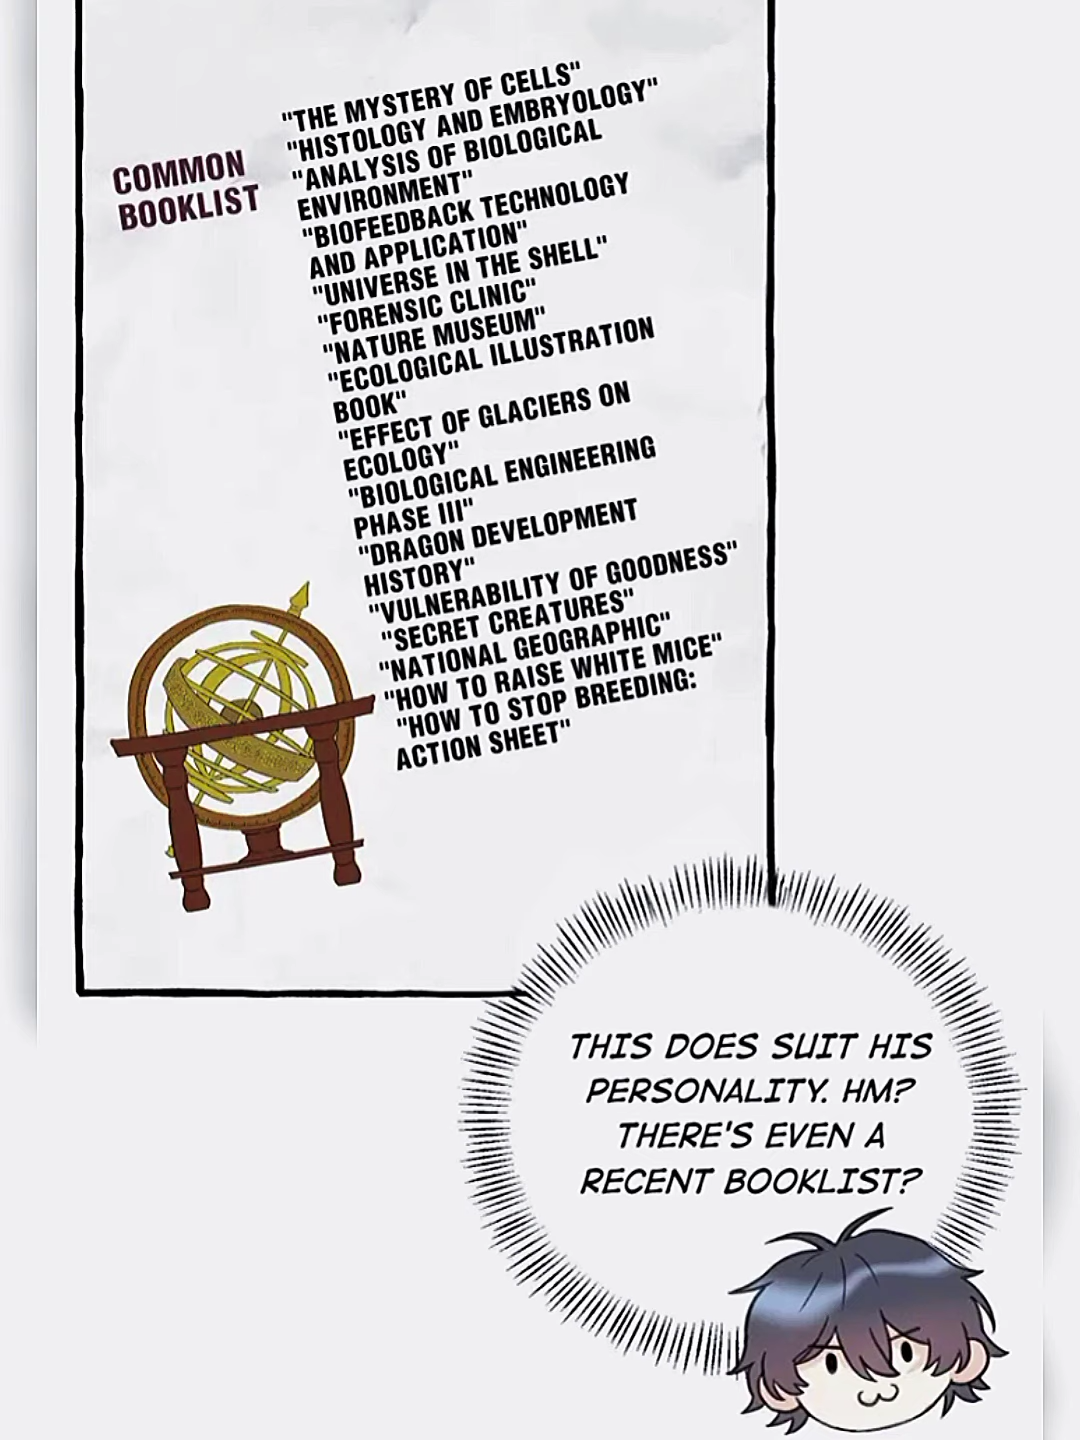 COMMON
BOOKLIST
"THE MYSTERY OF CELLS"
"HISTOLOGY AND EMBRYOLOGY"
"ANALYSIS OF BIOLOGICAL
ENVIRONMENT"
"BIOFEEDBACK TECHNOLOGY
AND APPLICATION"
"UNIVERSE IN THE SHELL"
"FORENSIC CLINIC"
"NATURE MUSEUM"
"ECOLOGICAL ILLUSTRATION
BOOK"
"EFFECT OF GLACIERS ON
ECOLOGY"
"BIOLOGICAL ENGINEERING
PHASE III"
"DRAGON DEVELOPMENT
HISTORY"
"VULNERABILITY OF GOODNESS"
"SECRET CREATURES"
"NATIONAL GEOGRAPHIC"
"HOW TO RAISE WHITE MICE"
"HOW TO STOP BREEDING:
ACTION SHEET"
THIS DOES SUIT HIS
PERSONALITY. HM?
THERE'S EVEN A
RECENT BOOKLIST?